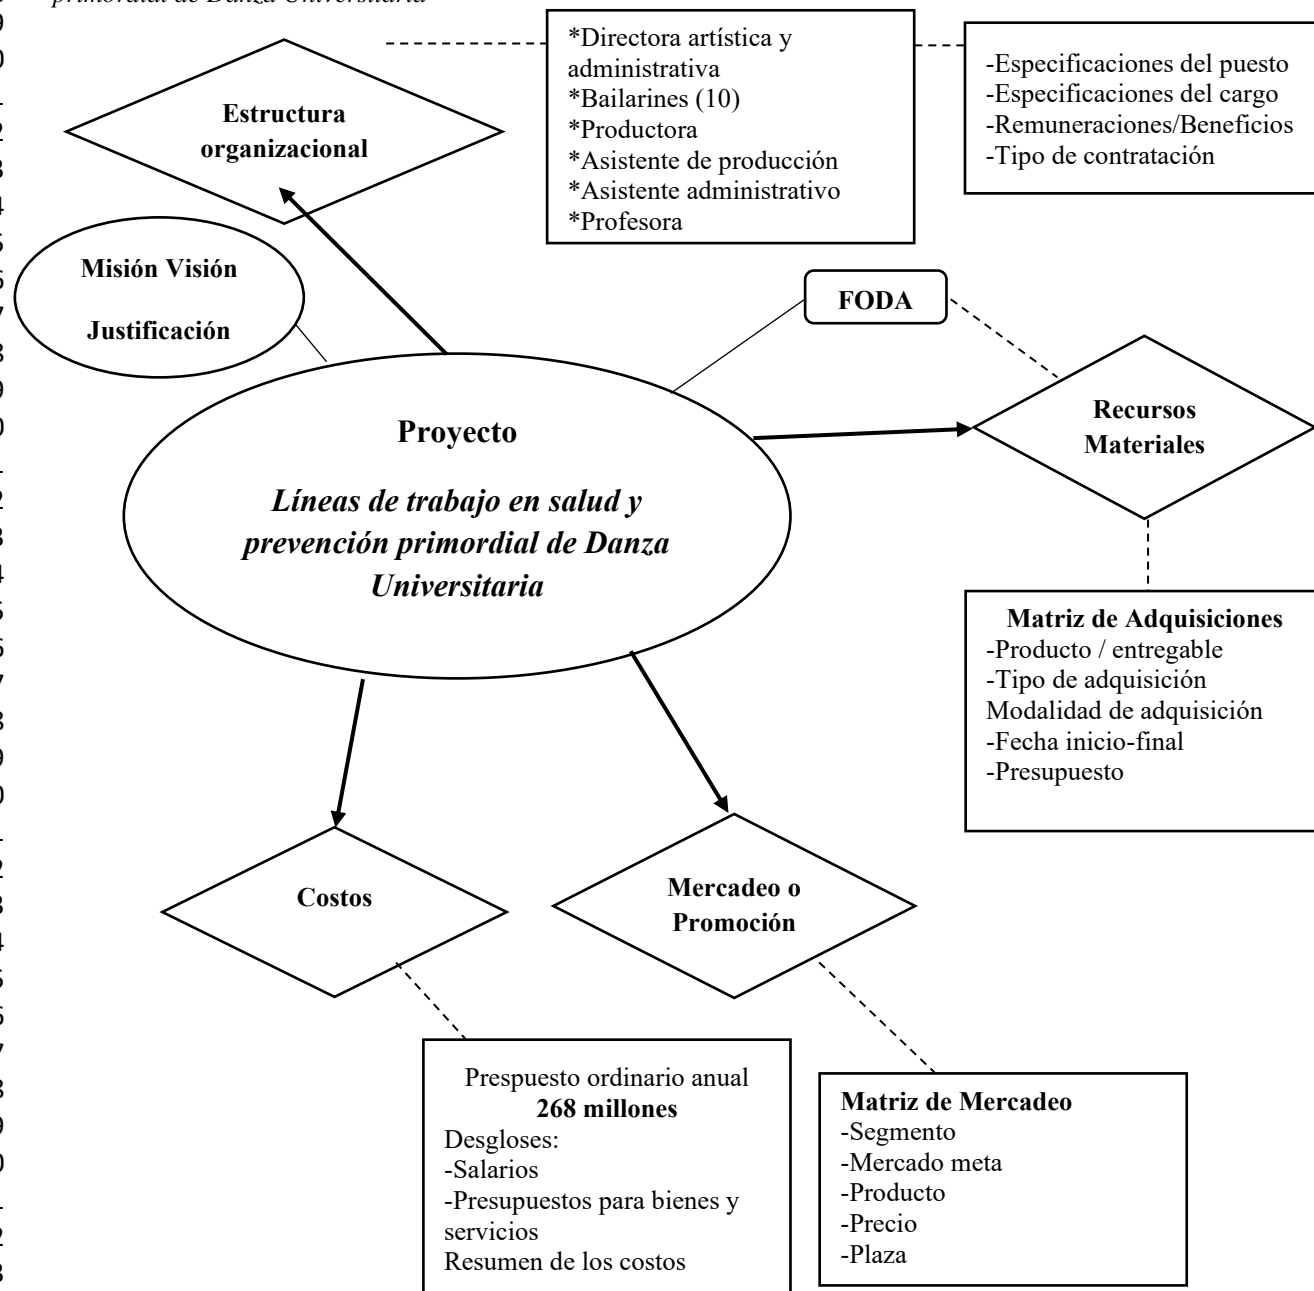 primordial de Danza Universitaria
*Directora artística y
administrativa
*Bailarines (10)
*Productora
*Asistente de producción
*Asistente administrativo
*Profesora
-Especificaciones del puesto
-Especificaciones del cargo
-Remuneraciones/Beneficios
-Tipo de contratación
Estructura
organizacional
Misión Visión
Justificación
FODA
Recursos
Materiales
Proyecto
Líneas de trabajo en salud y
prevención primordial de Danza
Universitaria
Matriz de Adquisiciones
-Producto / entregable
-Tipo de adquisición
Modalidad de adquisición
-Fecha inicio-final
-Presupuesto
Costos
Mercadeo o
Promoción
Prespuesto ordinario anual
268 millones
Desgloses:
-Salarios
-Presupuestos para bienes y
servicios
Resumen de los costos
Matriz de Mercadeo
-Segmento
-Mercado meta
-Producto
-Precio
-Plaza